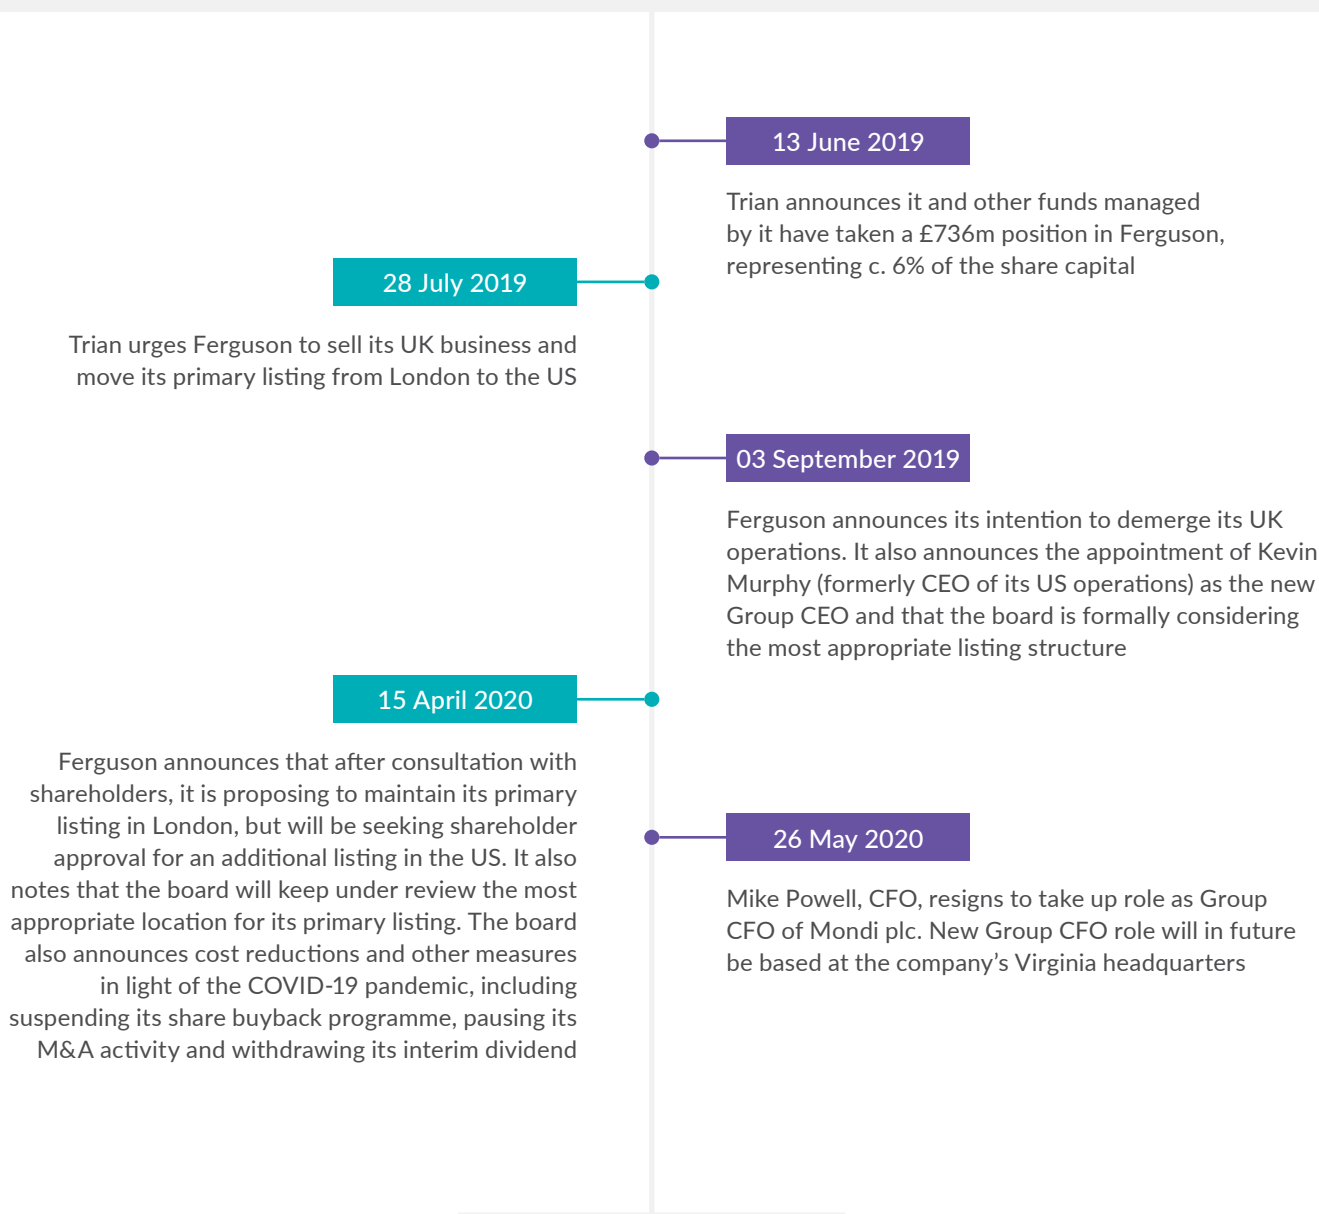 13 June 2019
Trian announces it and other funds managed
by it have taken a £736m position in Ferguson,
representing c. 6% of the share capital
28 July 2019
Trian urges Ferguson to sell its UK business and
move its primary listing from London to the US
03 September 2019
Ferguson announces its intention to demerge its UK
operations. It also announces the appointment of Kevin
Murphy (formerly CEO of its US operations) as the new
Group CEO and that the board is formally considering
the most appropriate listing structure
15 April 2020
Ferguson announces that after consultation with
shareholders, it is proposing to maintain its primary
listing in London, but will be seeking shareholder
approval for an additional listing in the US. It also
notes that the board will keep under review the most
appropriate location for its primary listing. The board
also announces cost reductions and other measures
in light of the COVID-19 pandemic, including
suspending its share buyback programme, pausing its
M&A activity and withdrawing its interim dividend
26 May 2020
Mike Powell, CFO, resigns to take up role as Group
CFO of Mondi plc. New Group CFO role will in future
be based at the company’s Virginia headquarters